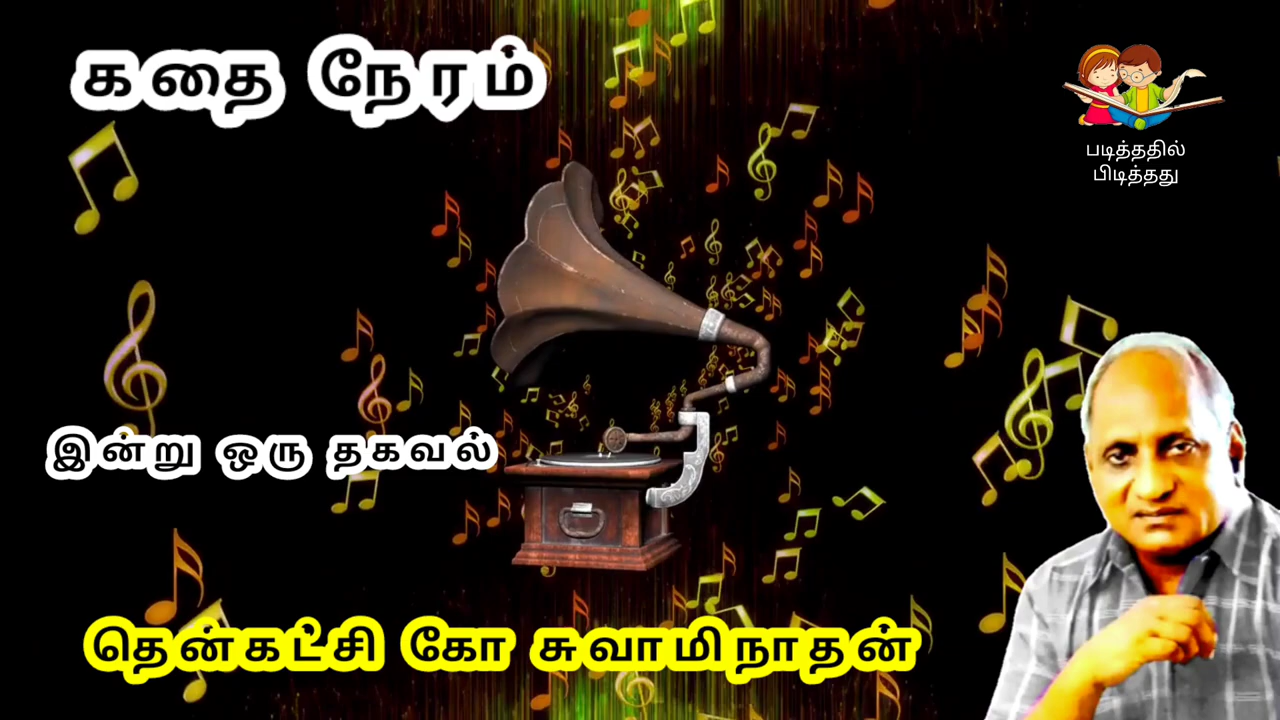 கதை நேரம்
படித்ததில்
பிடித்தது
இன்று ஒரு தகவல்
தென்கட்சி கோ சுவாமிநாதன்